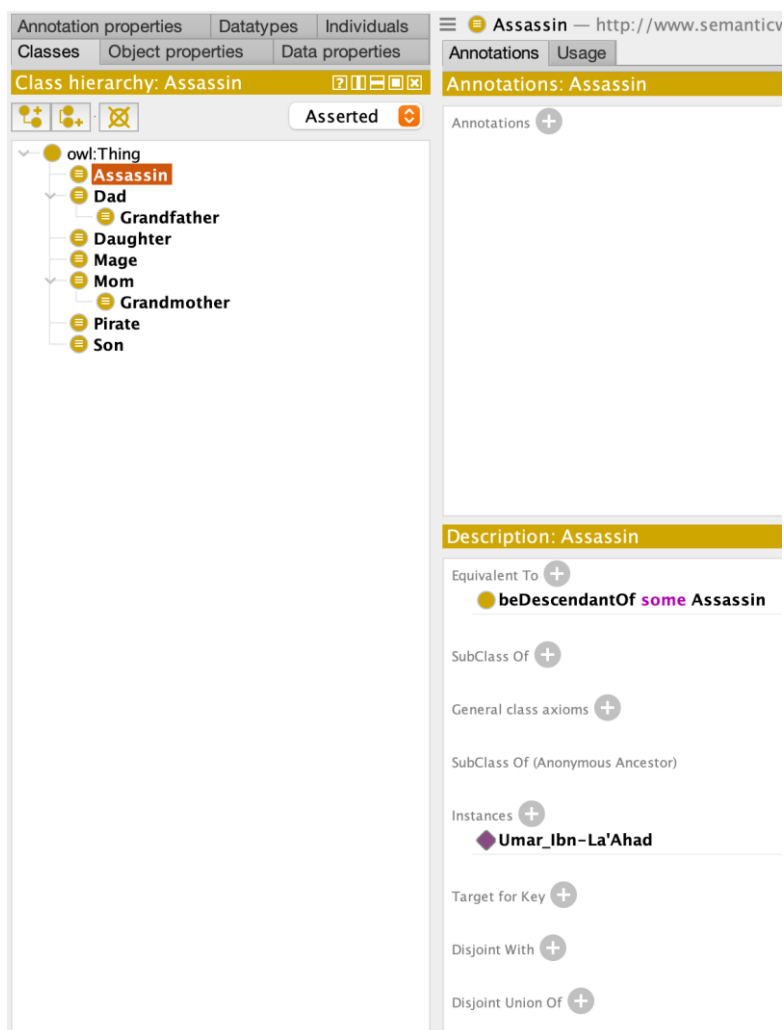 Annotation properties Datatypes Individuals
Classes Object properties Data properties
Class hierarchy: Assassin
Asserted
owl:Thing
Assassin
Dad
Grandfather
Daughter
Mage
Mom
Grandmother
Pirate
Son
Assassin — http://www.semanticw
Annotations Usage
Annotations: Assassin
Annotations
Description: Assassin
Equivalent To
beDescendantOf some Assassin
SubClass Of
General class axioms
SubClass Of (Anonymous Ancestor)
Instances
Umar_Ibn-La'Ahad
Target for Key
Disjoint With
Disjoint Union Of